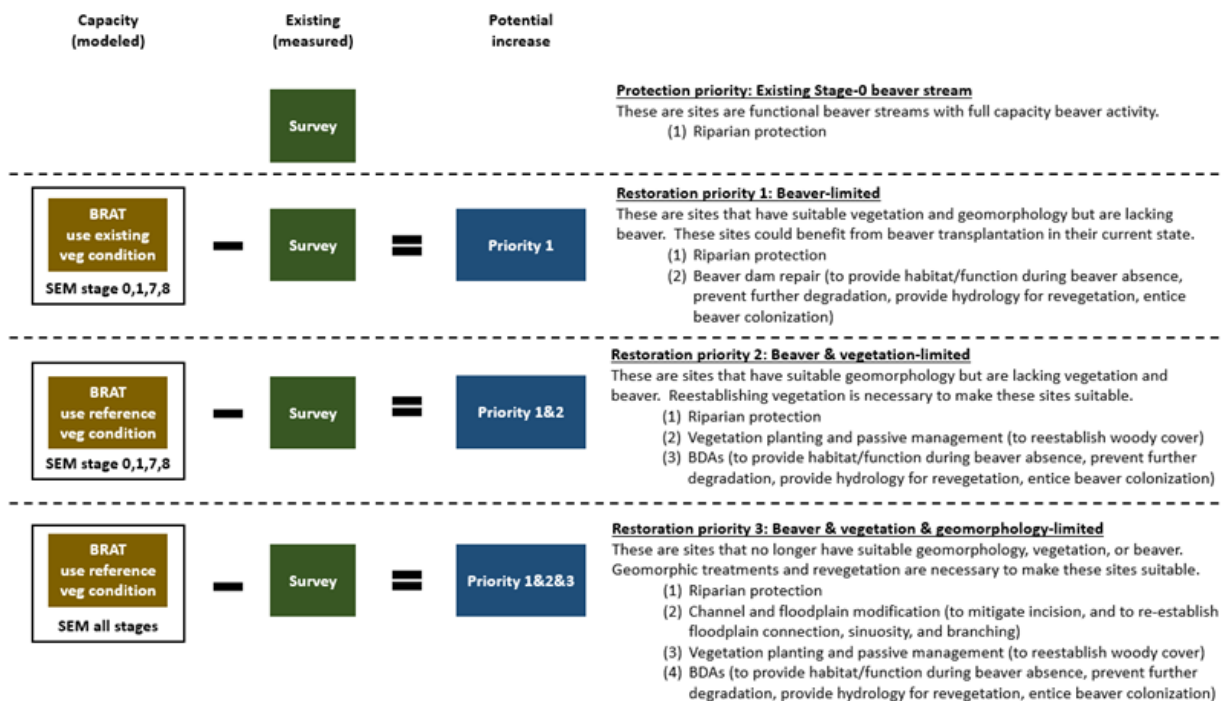 Capacity
(modeled)
Existing
(measured)
Potential
increase
Survey
Protection priority: Existing Stage-0 beaver stream
These are sites are functional beaver streams with full capacity beaver activity.
(1) Riparian protection
BRAT
use existing
veg condition
SEM stage 0,1,7,8
Survey
Priority 1
Restoration priority 1: Beaver-limited
These are sites that have suitable vegetation and geomorphology but are lacking
beaver. These sites could benefit from beaver transplantation in their current state.
(1) Riparian protection
(2) Beaver dam repair (to provide habitat/function during beaver absence,
prevent further degradation, provide hydrology for revegetation, entice
beaver colonization)
BRAT
use reference
veg condition
SEM stage 0,1,7,8
Survey
Priority 1&2
Restoration priority 2: Beaver & vegetation-limited
These are sites that have suitable geomorphology but are lacking vegetation and
beaver. Reestablishing vegetation is necessary to make these sites suitable.
(1) Riparian protection
(2) Vegetation planting and passive management (to reestablish woody cover)
(3) BDAs (to provide habitat/function during beaver absence, prevent further
degradation, provide hydrology for revegetation, entice beaver colonization)
BRAT
use reference
veg condition
SEM all stages
Survey
Priority 1&2&3
Restoration priority 3: Beaver & vegetation & geomorphology-limited
These are sites that no longer have suitable geomorphology, vegetation, or beaver.
Geomorphic treatments and revegetation are necessary to make these sites suitable.
(1) Riparian protection
(2) Channel and floodplain modification (to mitigate incision, and to re-establish
floodplain connection, sinuosity, and branching)
(3) Vegetation planting and passive management (to reestablish woody cover)
(4) BDAs (to provide habitat/function during beaver absence, prevent further
degradation, provide hydrology for revegetation, entice beaver colonization)